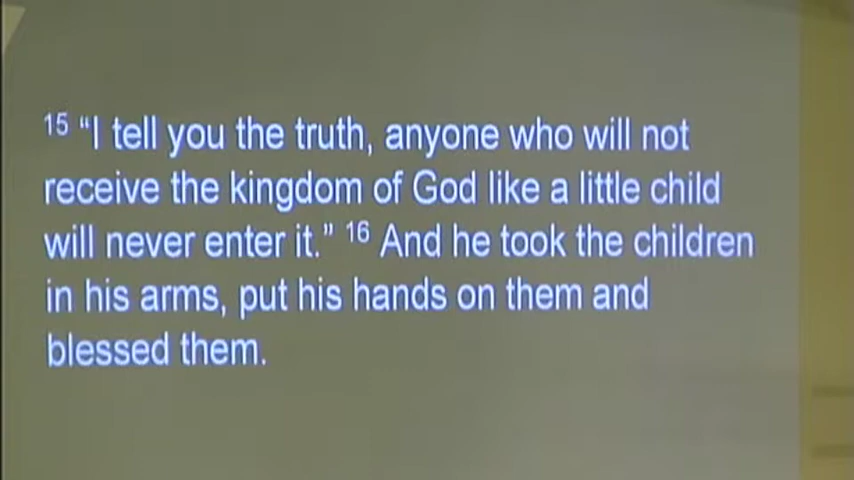 15 “I tell you the truth, anyone who will not
receive the kingdom of God like a little child
will never enter it.” 16 And he took the children
in his arms, put his hands on them and
blessed them.